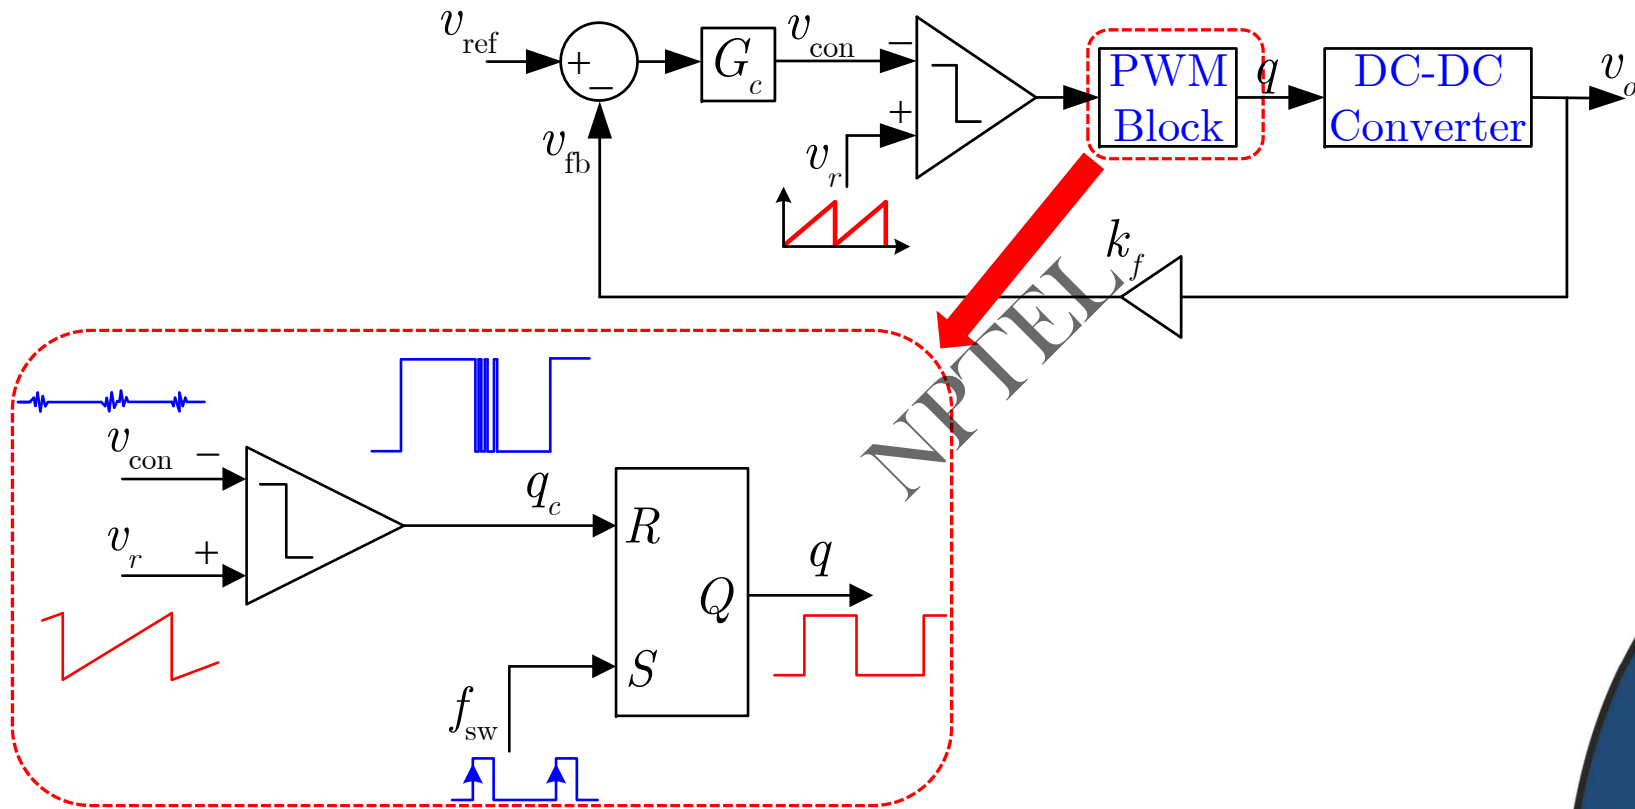 v_ref
+
−
v_fb
G_c
v_con
−
+
v_r
PWM
Block
q
DC-DC
Converter
v_o
k_f
NPTEL
v_con
−
v_r
+
q_c
R
S
Q
q
f_sw